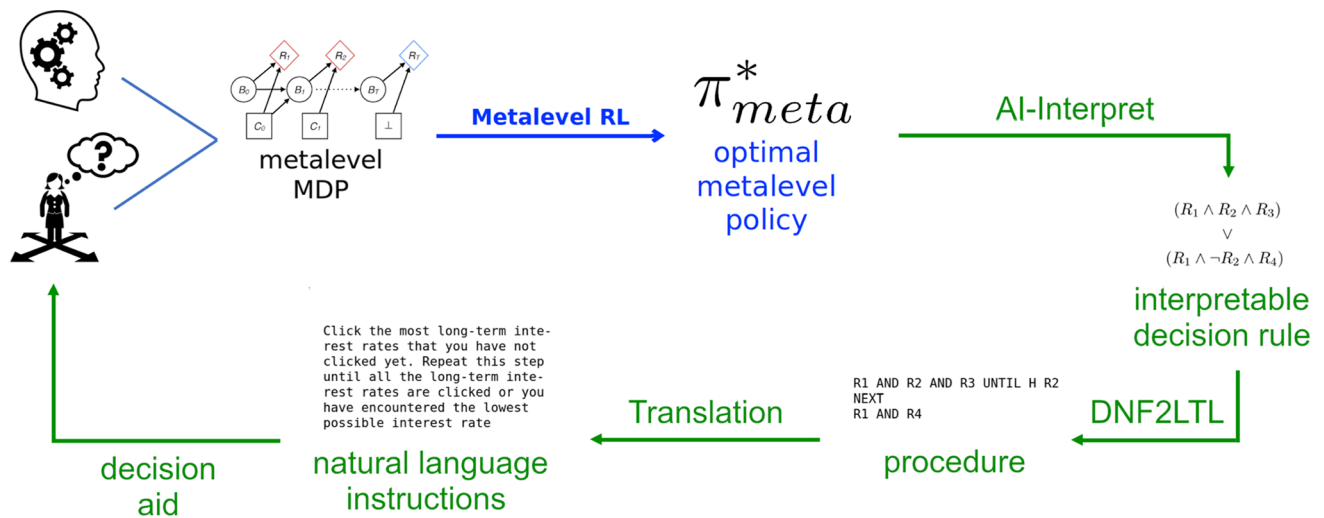 ?
R₁ R₂ R_T
B₀ B₁ B_T
C₀ C₁ ⊥
metalevel
MDP
Metalevel RL
π*meta
optimal
metalevel
policy
AI-Interpret
(R₁ ∧ R₂ ∧ R₃)
∨
(R₁ ∧ ¬R₂ ∧ R₄)
interpretable
decision rule
DNF2LTL
R1 AND R2 AND R3 UNTIL H R2
NEXT
R1 AND R4
procedure
Translation
Click the most long-term inte-
rest rates that you have not
clicked yet. Repeat this step
until all the long-term inte-
rest rates are clicked or you
have encountered the lowest
possible interest rate
natural language
instructions
decision
aid